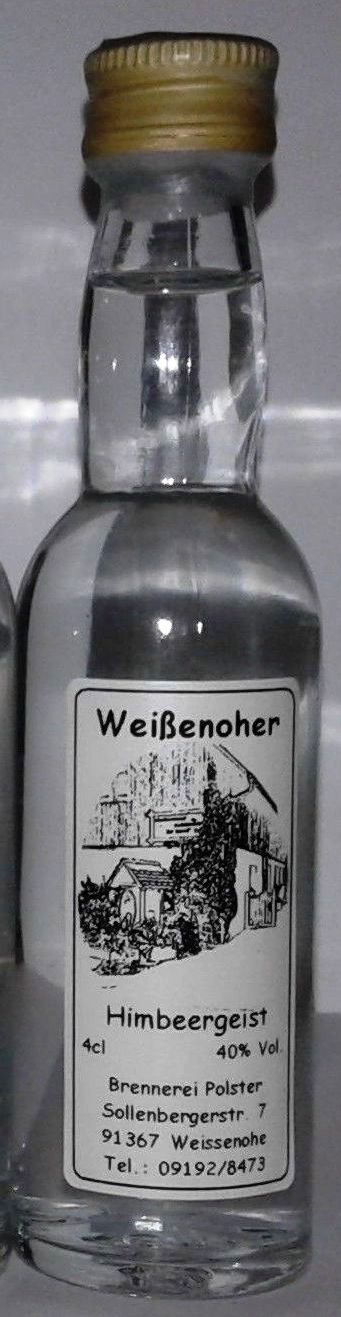 Weißenoher
Himbeergeist
4cl 40% Vol.
Brennerei Polster
Sollenbergerstr. 7
91367 Weissenohe
Tel.: 09192/8473